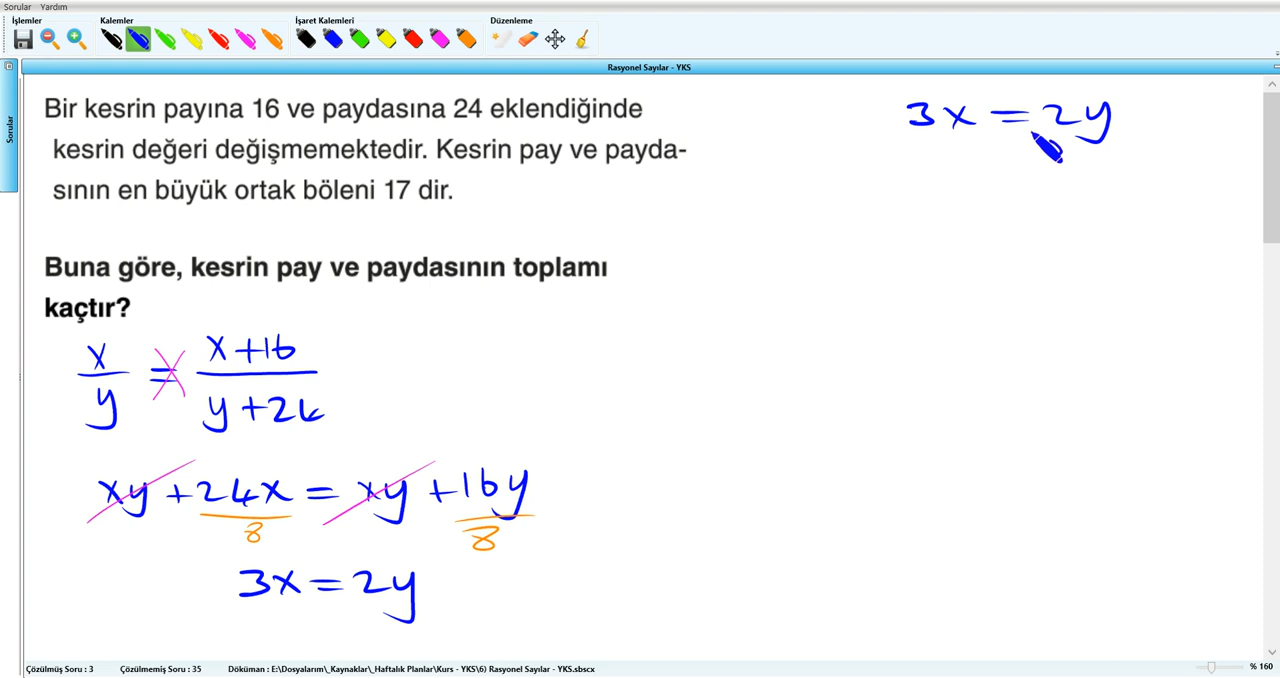 Sorular Yardım
İşlemler Kalemler İşaret Kalemleri Düzenleme
Rasyonel Sayılar - YKS
Sorular
Bir kesrin payına 16 ve paydasına 24 eklendiğinde
kesrin değeri değişmemektedir. Kesrin pay ve payda-
sının en büyük ortak böleni 17 dir.
Buna göre, kesrin pay ve paydasının toplamı
kaçtır?
x/y = x+16/y+24
xy + 24x = xy + 16y
8 8
3x = 2y
3x = 2y
Çözülmüş Soru : 3 Çözülmemiş Soru : 35 Döküman : E:\Dosyalarım\_Kaynaklar\_Haftalık Planlar\Kurs - YKS\6) Rasyonel Sayılar - YKS.sbscx % 160